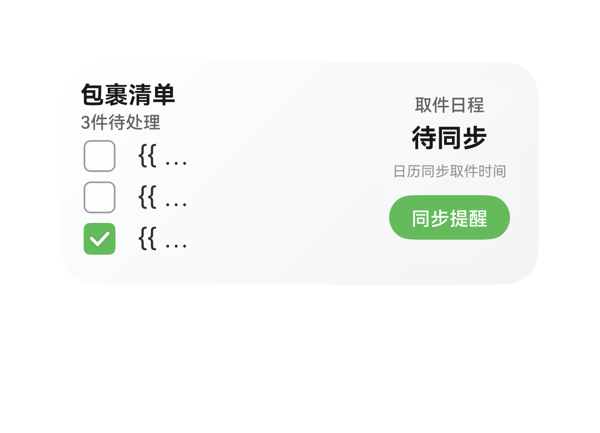 包裹清单
3件待处理
{{ ...
{{ ...
{{ ...
取件日程
待同步
日历同步取件时间
同步提醒